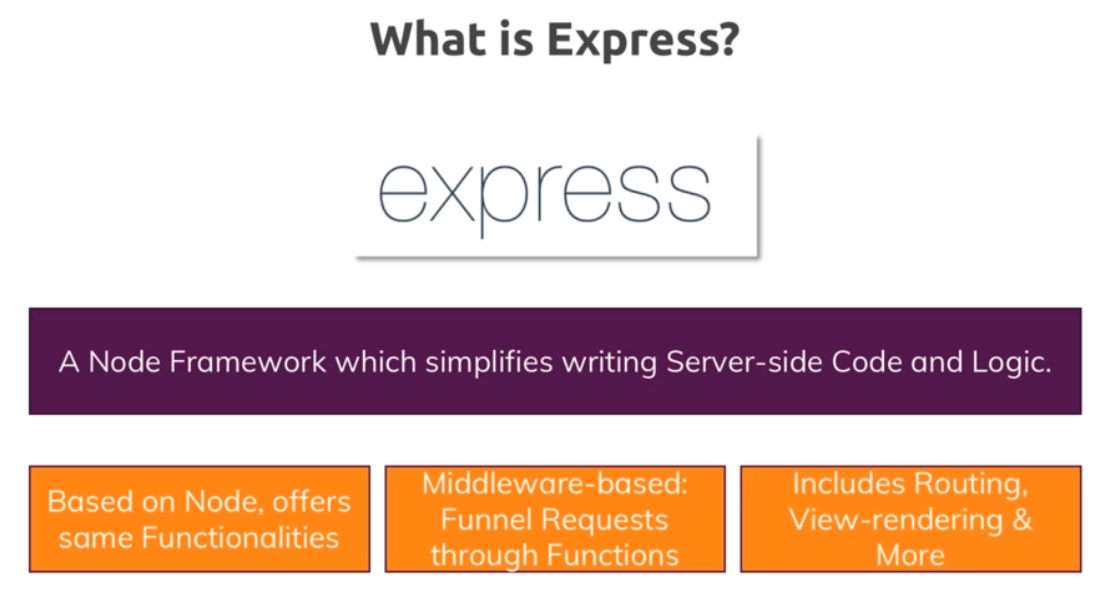 What is Express?
express
A Node Framework which simplifies writing Server-side Code and Logic.
Based on Node, offers
same Functionalities
Middleware-based:
Funnel Requests
through Functions
Includes Routing,
View-rendering &
More